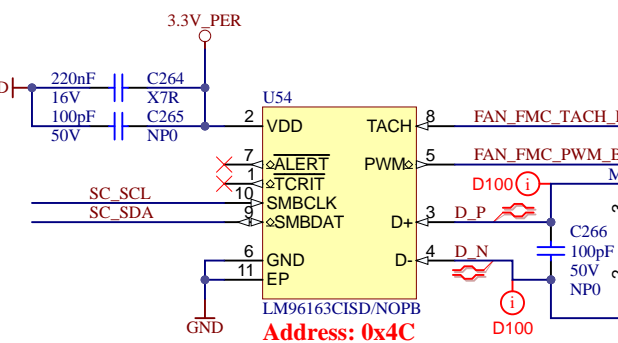 3.3V_PER
220nF
C264
16V
X7R
100pF
C265
50V
NP0
U54
2
VDD
TACH
8
FAN_FMC_TACH_
7
ALERT
PWM
5
FAN_FMC_PWM_
1
TCRIT
D100
i
SC_SCL
10
SMBCLK
SC_SDA
9
SMBDAT
D+
3
D_P
C266
100pF
50V
NP0
6
GND
D-
4
D_N
11
EP
i
D100
GND
LM96163CISD/NOPB
Address: 0x4C